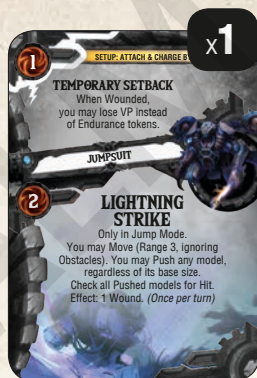 x1
1
SETUP: ATTACH & CHARGE B
TEMPORARY SETBACK
When Wounded,
you may lose VP instead
of Endurance tokens.
JUMPSUIT
2
LIGHTNING
STRIKE
Only in Jump Mode.
You may Move (Range 3, ignoring
Obstacles). You may Push any model,
regardless of its base size.
Check all Pushed models for Hit.
Effect: 1 Wound. (Once per turn)